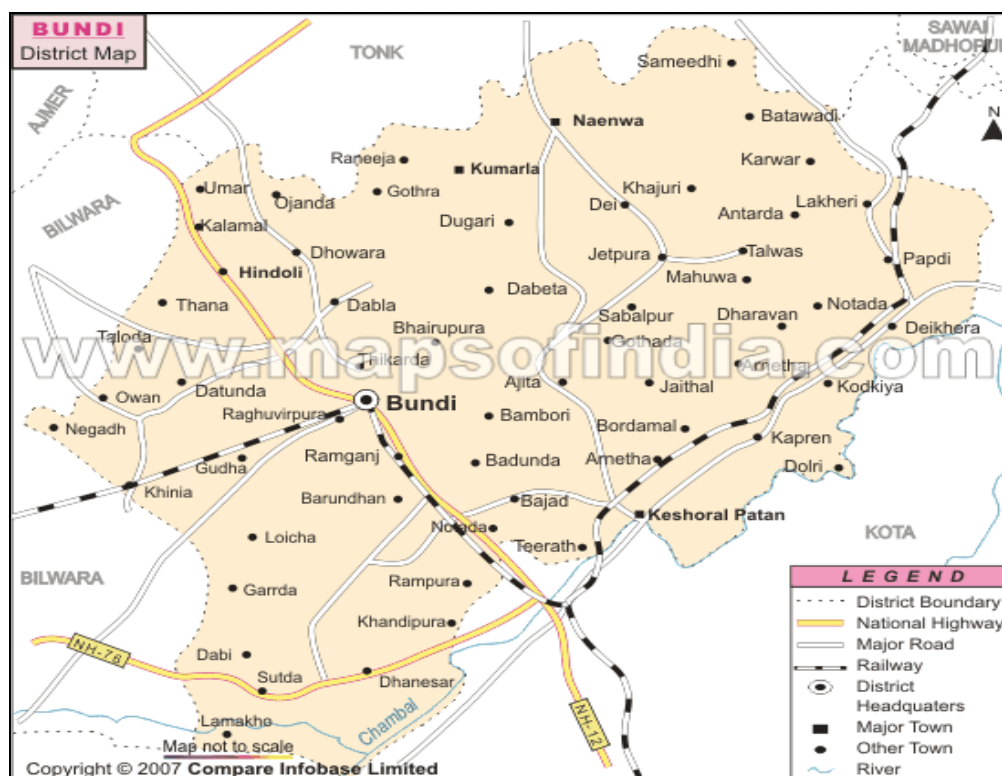 BUNDI
District Map
TONK
SAWAI
MADHOPUR
AJMER
BILWARA
N
Sameedhi
Batawadi
Naenwa
Raneeja
Kumarla
Karwar
Umar
Ojanda
Gothra
Khajuri
Dei
Lakheri
Antarda
Dugari
Kalamal
Dhowara
Jetpura
Talwas
Papdi
Hindoli
Mahuwa
Thana
Dabla
Dabeta
Sabalpur
Notada
Dharavan
Deikhera
Bhairupura
Gothada
Taloda
www.mapsofindia.com
Taikarda
Arnetha
Datunda
Ajita
Jaithal
Kodkiya
Owan
Bundi
Raghuvirpura
Bambori
Negadh
Bordamal
Kapren
Gudha
Ramganj
Badunda
Arnetha
Dolri
Khinia
Barundhan
Bajad
Keshoral Patan
Notada
KOTA
Loicha
Teerath
BILWARA
Rampura
Garrda
Khandipura
NH-76
Dabi
Sutda
Dhanesar
Lamakho
Chambal
NH-12
Map not to scale
Copyright © 2007 Compare Infobase Limited
LEGEND
District Boundary
National Highway
Major Road
Railway
District
Headquaters
Major Town
Other Town
River